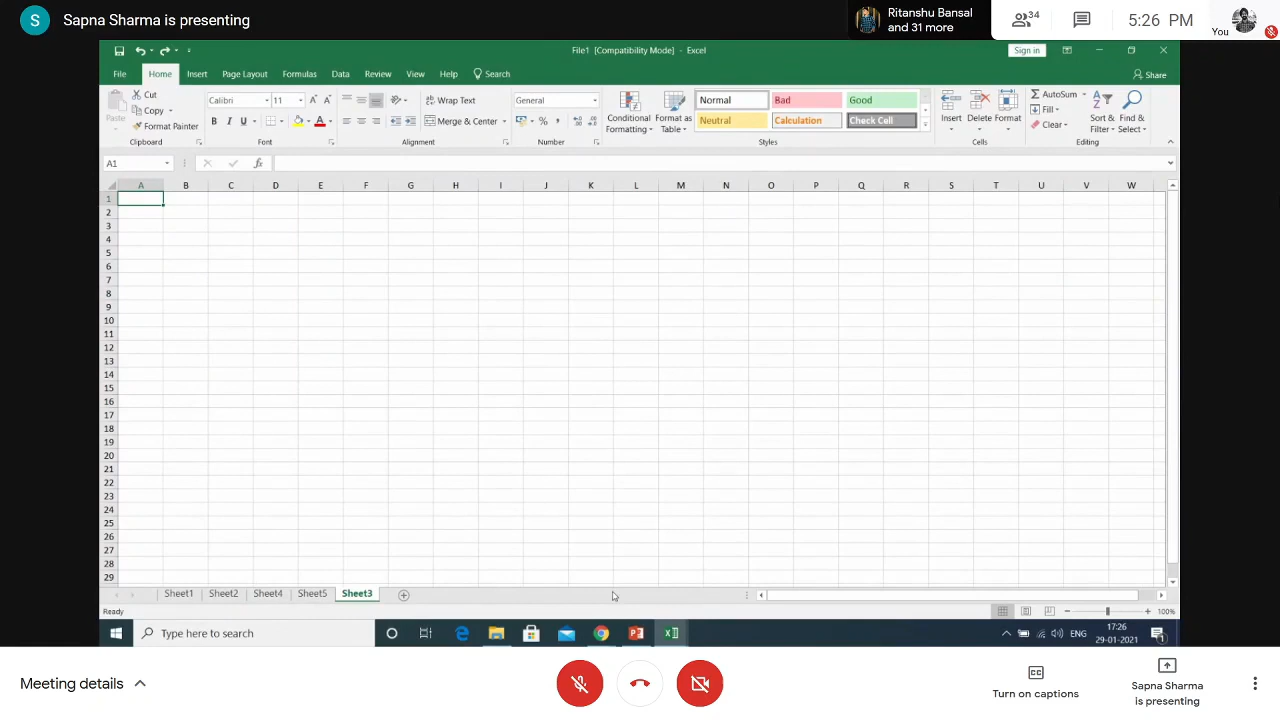 S Sapna Sharma is presenting
Ritanshu Bansal
and 31 more
34
5:26 PM
You
File1 [Compatibility Mode] - Excel
Sign in
File Home Insert Page Layout Formulas Data Review View Help Search
Share
Cut
Copy
Format Painter
Paste
Clipboard
Calibri 11
B I U
Font
Wrap Text
Merge & Center
Alignment
General
Number
Conditional
Formatting
Format as
Table
Normal Bad Good
Neutral Calculation Check Cell
Styles
Insert Delete Format
Cells
AutoSum
Fill
Clear
Sort &
Filter
Find &
Select
Editing
A1
fx
A B C D E F G H I J K L M N O P Q R S T U V W
1
2
3
4
5
6
7
8
9
10
11
12
13
14
15
16
17
18
19
20
21
22
23
24
25
26
27
28
29
Sheet1 Sheet2 Sheet4 Sheet5 Sheet3
Ready
100%
Type here to search
ENG
17:26
29-01-2021
1
Meeting details
CC
Turn on captions
Sapna Sharma
is presenting